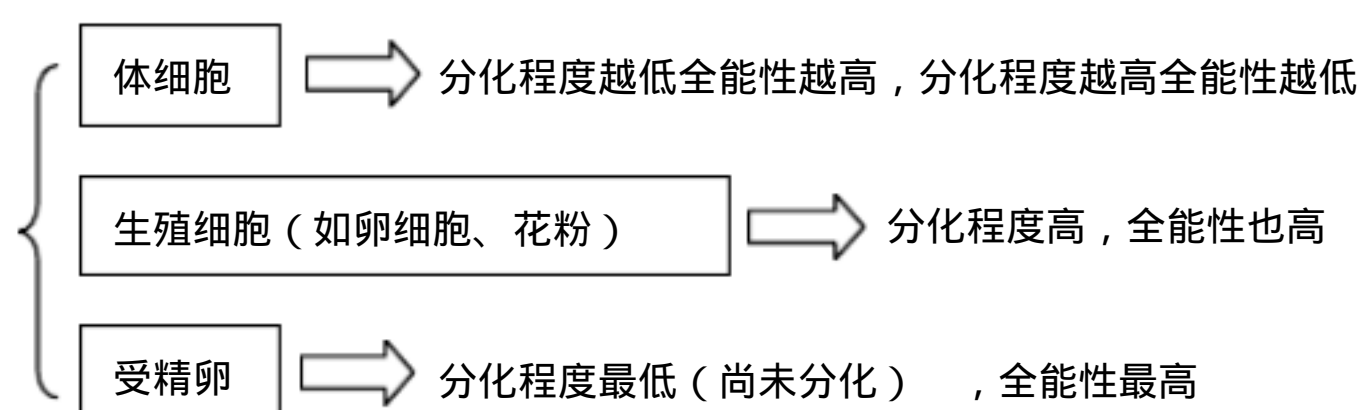 体细胞 分化程度越低全能性越高，分化程度越高全能性越低
生殖细胞（如卵细胞、花粉） 分化程度高，全能性也高
受精卵 分化程度最低（尚未分化），全能性最高